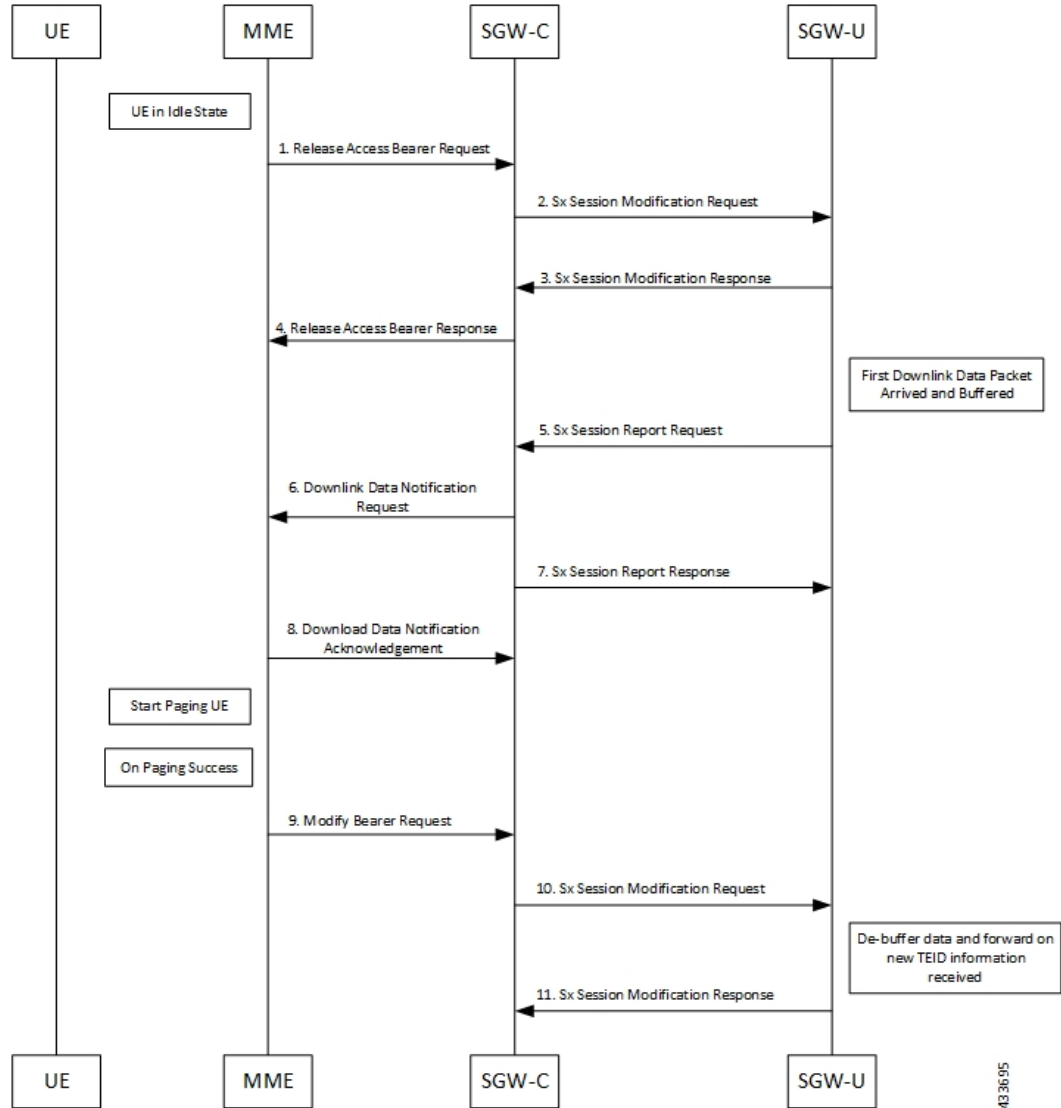 UE
MME
SGW-C
SGW-U
UE in Idle State
1. Release Access Bearer Request
2. Sx Session Modification Request
3. Sx Session Modification Response
4. Release Access Bearer Response
First Downlink Data Packet
Arrived and Buffered
5. Sx Session Report Request
6. Downlink Data Notification
Request
7. Sx Session Report Response
8. Download Data Notification
Acknowledgement
Start Paging UE
On Paging Success
9. Modify Bearer Request
10. Sx Session Modification Request
De-buffer data and forward on
new TEID information
received
11. Sx Session Modification Response
UE
MME
SGW-C
SGW-U
433695